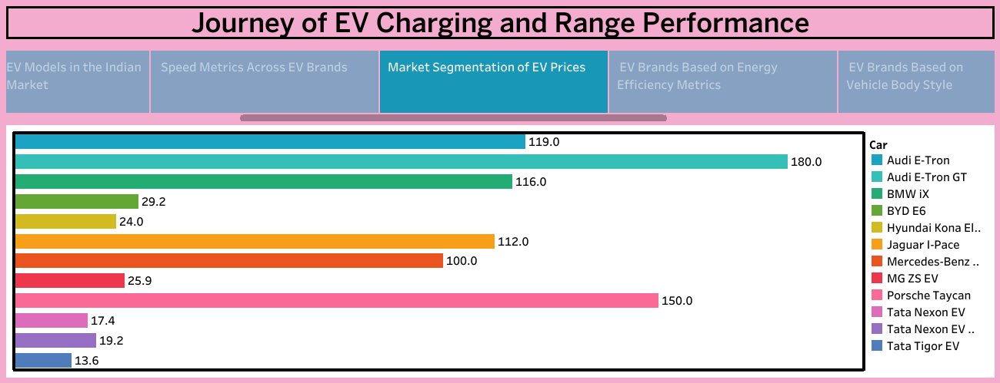 Journey of EV Charging and Range Performance
EV Models in the Indian
Market
Speed Metrics Across EV Brands
Market Segmentation of EV Prices
EV Brands Based on Energy
Efficiency Metrics
EV Brands Based on
Vehicle Body Style
119.0
180.0
116.0
29.2
24.0
112.0
100.0
25.9
150.0
17.4
19.2
13.6
Car
Audi E-Tron
Audi E-Tron GT
BMW iX
BYD E6
Hyundai Kona El..
Jaguar I-Pace
Mercedes-Benz ..
MG ZS EV
Porsche Taycan
Tata Nexon EV
Tata Nexon EV ..
Tata Tigor EV